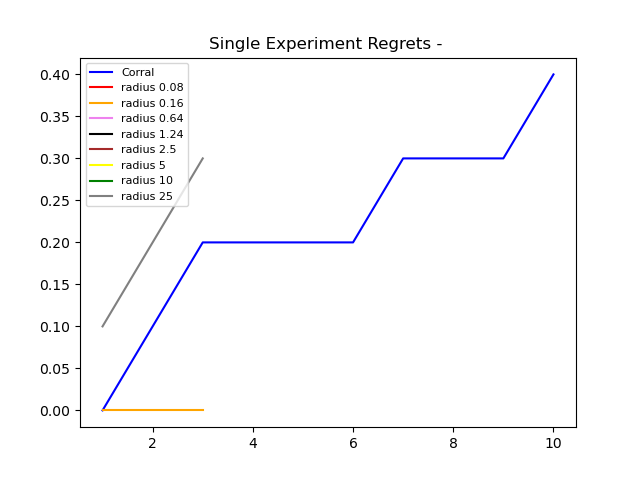 Single Experiment Regrets -
0.40
0.35
0.30
0.25
0.20
0.15
0.10
0.05
0.00
Corral
radius 0.08
radius 0.16
radius 0.64
radius 1.24
radius 2.5
radius 5
radius 10
radius 25
2 4 6 8 10